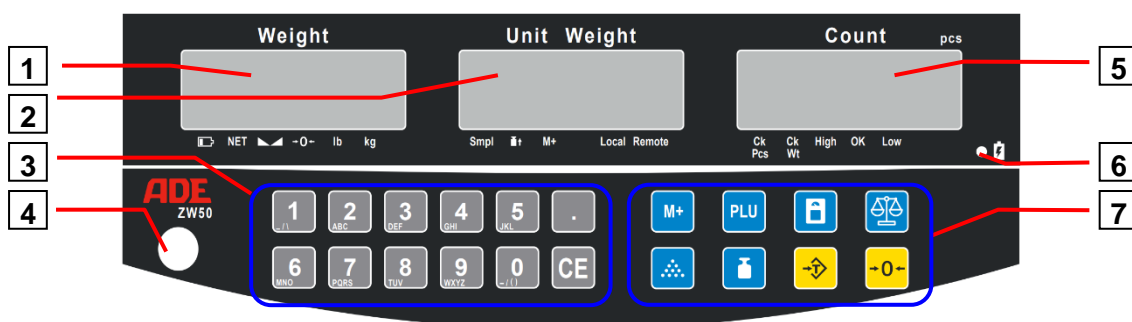 Weight Unit Weight Count pcs
1
5
2
NET →0← lb kg Smpl M+ Local Remote Ck Pcs Ck Wt High OK Low
3
6
ADE
ZW50
4
1 _/\ 2 ABC 3 DEF 4 GHI 5 JKL . M+ PLU
7
6 MNO 7 PQRS 8 TUV 9 WXYZ 0 –/() CE →T← →0←